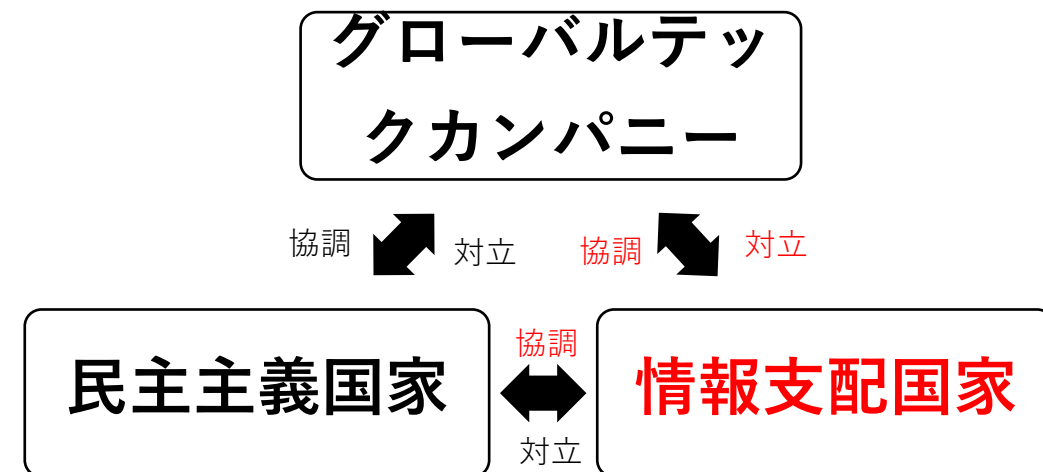 グローバルテッ
クカンパニー
協調
対立
協調
対立
民主主義国家
協調
対立
情報支配国家